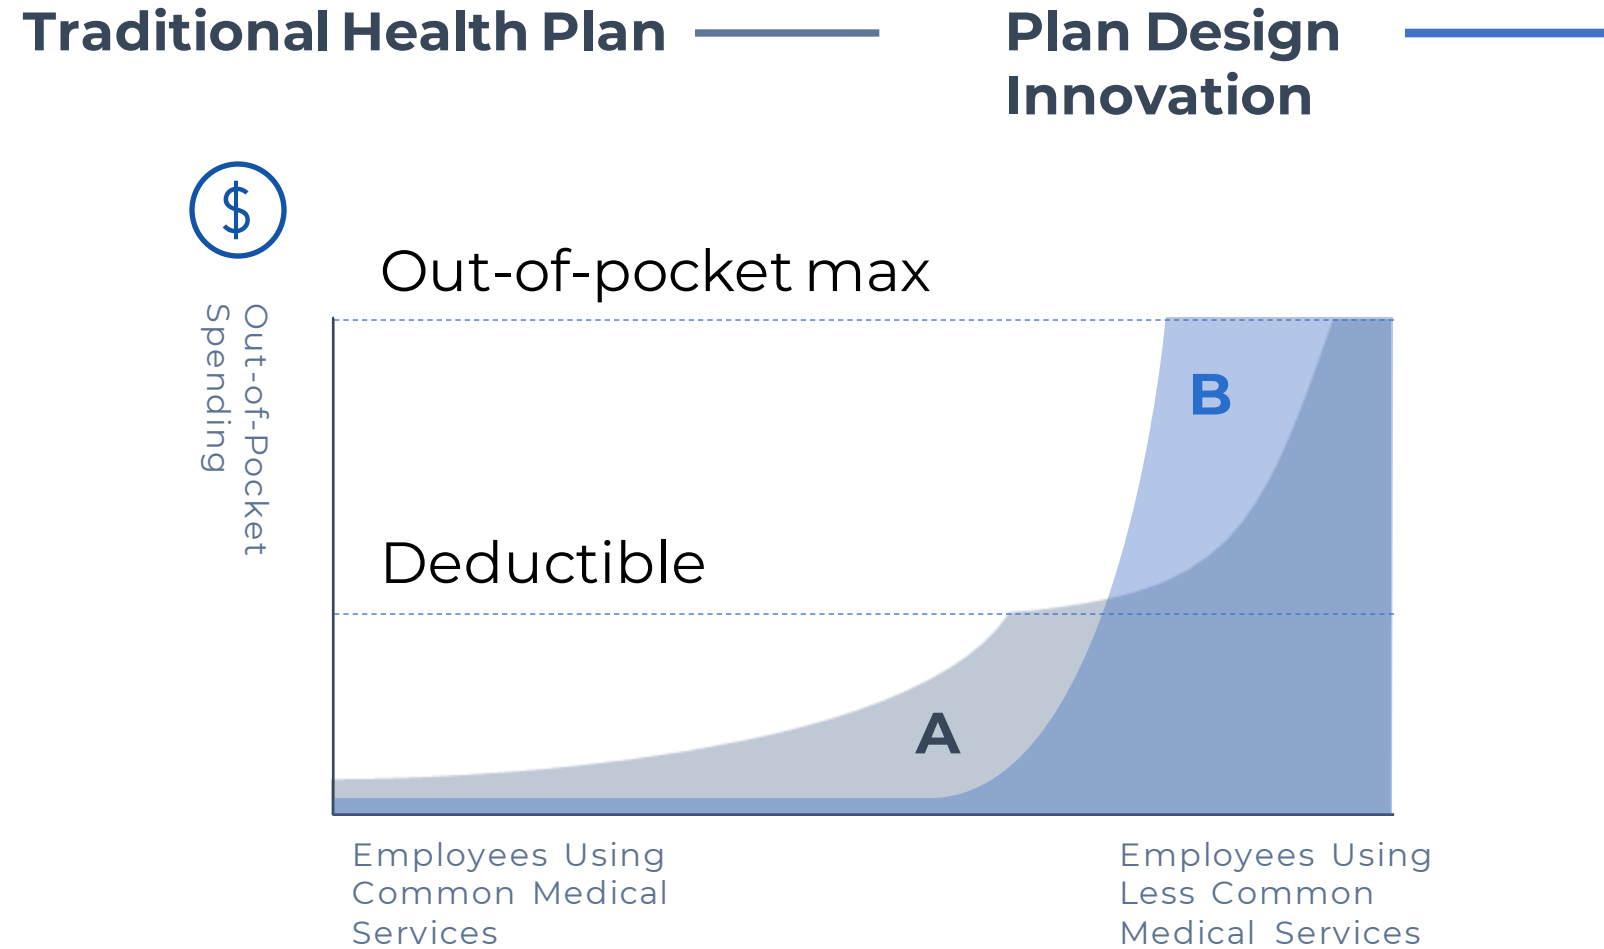 Traditional Health Plan
Plan Design
Innovation
$
Out-of-pocket max
Out-of-Pocket
Spending
B
Deductible
A
Employees Using
Common Medical
Services
Employees Using
Less Common
Medical Services